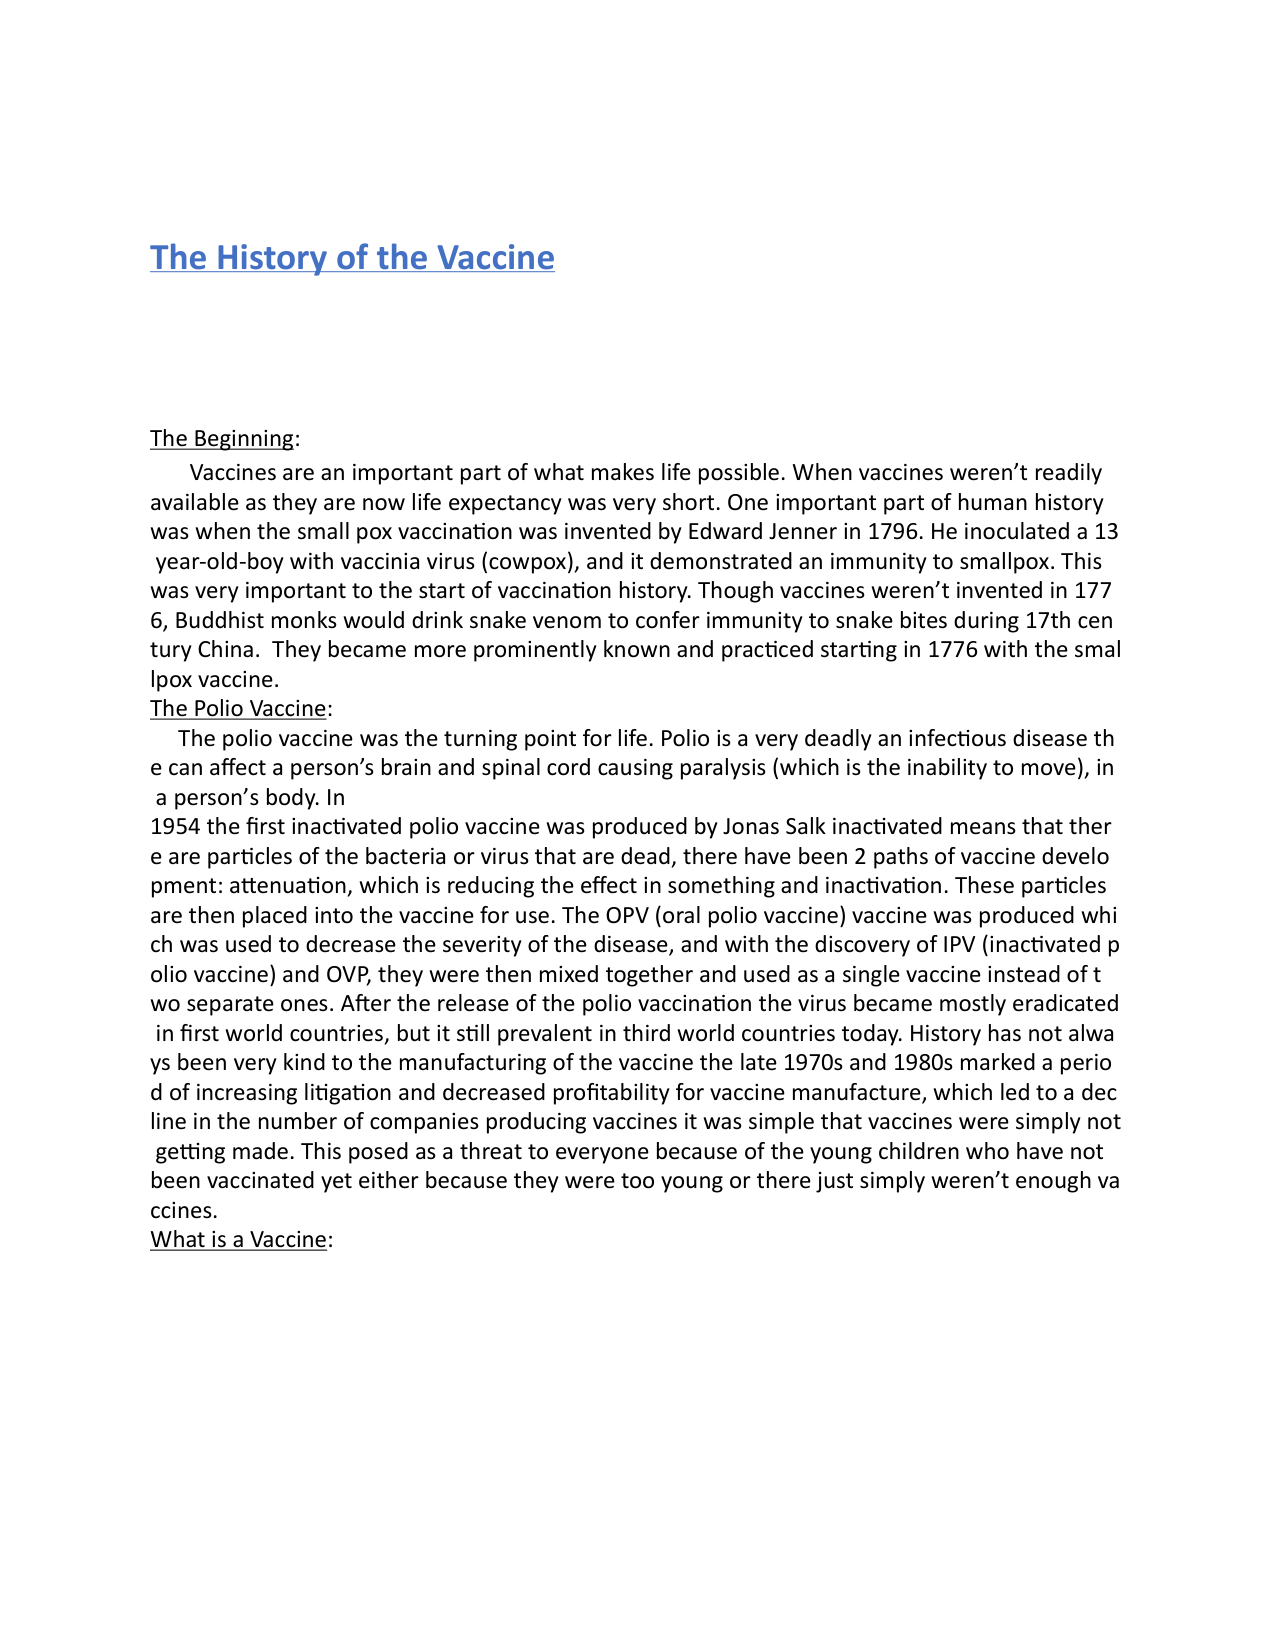 The History of the Vaccine
The Beginning:
Vaccines are an important part of what makes life possible. When vaccines weren’t readily
available as they are now life expectancy was very short. One important part of human history
was when the small pox vaccination was invented by Edward Jenner in 1796. He inoculated a 13
year-old-boy with vaccinia virus (cowpox), and it demonstrated an immunity to smallpox. This
was very important to the start of vaccination history. Though vaccines weren’t invented in 177
6, Buddhist monks would drink snake venom to confer immunity to snake bites during 17th cen
tury China.  They became more prominently known and practiced starting in 1776 with the smal
lpox vaccine.
The Polio Vaccine:
The polio vaccine was the turning point for life. Polio is a very deadly an infectious disease th
e can affect a person’s brain and spinal cord causing paralysis (which is the inability to move), in
a person’s body. In
1954 the first inactivated polio vaccine was produced by Jonas Salk inactivated means that ther
e are particles of the bacteria or virus that are dead, there have been 2 paths of vaccine develo
pment: attenuation, which is reducing the effect in something and inactivation. These particles
are then placed into the vaccine for use. The OPV (oral polio vaccine) vaccine was produced whi
ch was used to decrease the severity of the disease, and with the discovery of IPV (inactivated p
olio vaccine) and OVP, they were then mixed together and used as a single vaccine instead of t
wo separate ones. After the release of the polio vaccination the virus became mostly eradicated
in first world countries, but it still prevalent in third world countries today. History has not alwa
ys been very kind to the manufacturing of the vaccine the late 1970s and 1980s marked a perio
d of increasing litigation and decreased profitability for vaccine manufacture, which led to a dec
line in the number of companies producing vaccines it was simple that vaccines were simply not
getting made. This posed as a threat to everyone because of the young children who have not
been vaccinated yet either because they were too young or there just simply weren’t enough va
ccines.
What is a Vaccine: